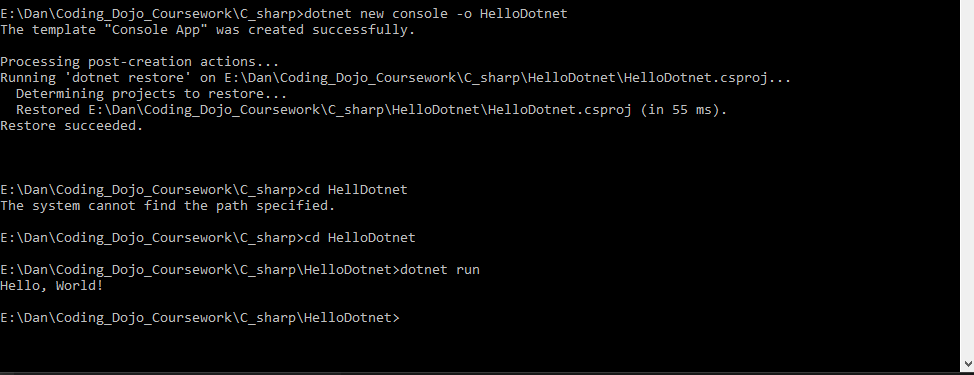 E:\Dan\Coding_Dojo_Coursework\C_sharp>dotnet new console -o HelloDotnet
The template "Console App" was created successfully.
Processing post-creation actions...
Running 'dotnet restore' on E:\Dan\Coding_Dojo_Coursework\C_sharp\HelloDotnet\HelloDotnet.csproj...
  Determining projects to restore...
  Restored E:\Dan\Coding_Dojo_Coursework\C_sharp\HelloDotnet\HelloDotnet.csproj (in 55 ms).
Restore succeeded.
E:\Dan\Coding_Dojo_Coursework\C_sharp>cd HellDotnet
The system cannot find the path specified.
E:\Dan\Coding_Dojo_Coursework\C_sharp>cd HelloDotnet
E:\Dan\Coding_Dojo_Coursework\C_sharp\HelloDotnet>dotnet run
Hello, World!
E:\Dan\Coding_Dojo_Coursework\C_sharp\HelloDotnet>